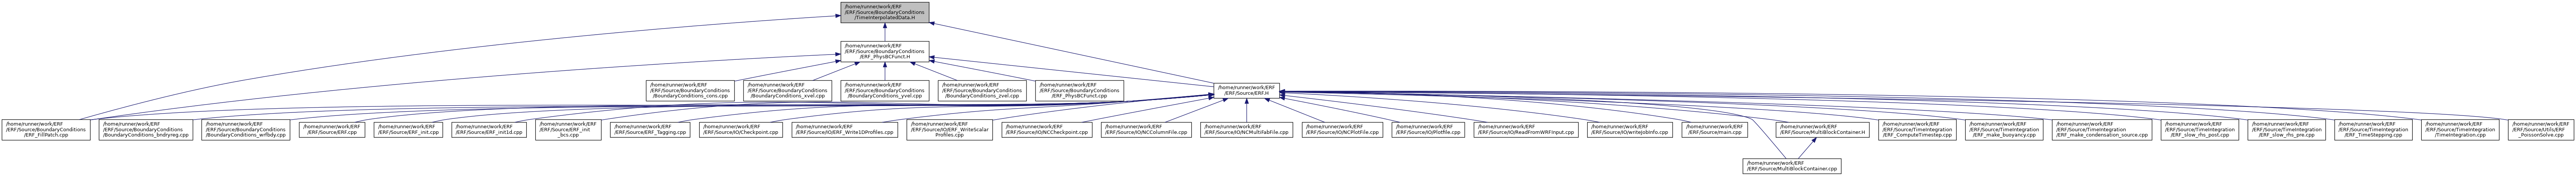 /home/runner/work/ERF
/ERF/Source/BoundaryConditions
/TimeInterpolatedData.H
/home/runner/work/ERF
/ERF/Source/BoundaryConditions
/ERF_PhysBCFunct.H
/home/runner/work/ERF
/ERF/Source/BoundaryConditions
/BoundaryConditions_cons.cpp
/home/runner/work/ERF
/ERF/Source/BoundaryConditions
/BoundaryConditions_xvel.cpp
/home/runner/work/ERF
/ERF/Source/BoundaryConditions
/BoundaryConditions_yvel.cpp
/home/runner/work/ERF
/ERF/Source/BoundaryConditions
/BoundaryConditions_zvel.cpp
/home/runner/work/ERF
/ERF/Source/BoundaryConditions
/ERF_PhysBCFunct.cpp
/home/runner/work/ERF
/ERF/Source/ERF.H
/home/runner/work/ERF
/ERF/Source/BoundaryConditions
/ERF_FillPatch.cpp
/home/runner/work/ERF
/ERF/Source/BoundaryConditions
/BoundaryConditions_bndryreg.cpp
/home/runner/work/ERF
/ERF/Source/BoundaryConditions
/BoundaryConditions_wrfbdy.cpp
/home/runner/work/ERF
/ERF/Source/ERF.cpp
/home/runner/work/ERF
/ERF/Source/ERF_init.cpp
/home/runner/work/ERF
/ERF/Source/ERF_init1d.cpp
/home/runner/work/ERF
/ERF/Source/ERF_init
_bcs.cpp
/home/runner/work/ERF
/ERF/Source/ERF_Tagging.cpp
/home/runner/work/ERF
/ERF/Source/IO/Checkpoint.cpp
/home/runner/work/ERF
/ERF/Source/IO/ERF_Write1DProfiles.cpp
/home/runner/work/ERF
/ERF/Source/IO/ERF_WriteScalar
Profiles.cpp
/home/runner/work/ERF
/ERF/Source/IO/NCCheckpoint.cpp
/home/runner/work/ERF
/ERF/Source/IO/NCColumnFile.cpp
/home/runner/work/ERF
/ERF/Source/IO/NCMultiFabFile.cpp
/home/runner/work/ERF
/ERF/Source/IO/NCPlotFile.cpp
/home/runner/work/ERF
/ERF/Source/IO/Plotfile.cpp
/home/runner/work/ERF
/ERF/Source/IO/ReadFromWRFInput.cpp
/home/runner/work/ERF
/ERF/Source/IO/writeJobInfo.cpp
/home/runner/work/ERF
/ERF/Source/main.cpp
/home/runner/work/ERF
/ERF/Source/MultiBlockContainer.H
/home/runner/work/ERF
/ERF/Source/TimeIntegration
/ERF_ComputeTimestep.cpp
/home/runner/work/ERF
/ERF/Source/TimeIntegration
/ERF_make_buoyancy.cpp
/home/runner/work/ERF
/ERF/Source/TimeIntegration
/ERF_make_condensation_source.cpp
/home/runner/work/ERF
/ERF/Source/TimeIntegration
/ERF_slow_rhs_post.cpp
/home/runner/work/ERF
/ERF/Source/TimeIntegration
/ERF_slow_rhs_pre.cpp
/home/runner/work/ERF
/ERF/Source/TimeIntegration
/ERF_TimeStepping.cpp
/home/runner/work/ERF
/ERF/Source/TimeIntegration
/TimeIntegration.cpp
/home/runner/work/ERF
/ERF/Source/Utils/ERF
_PoissonSolve.cpp
/home/runner/work/ERF
/ERF/Source/MultiBlockContainer.cpp